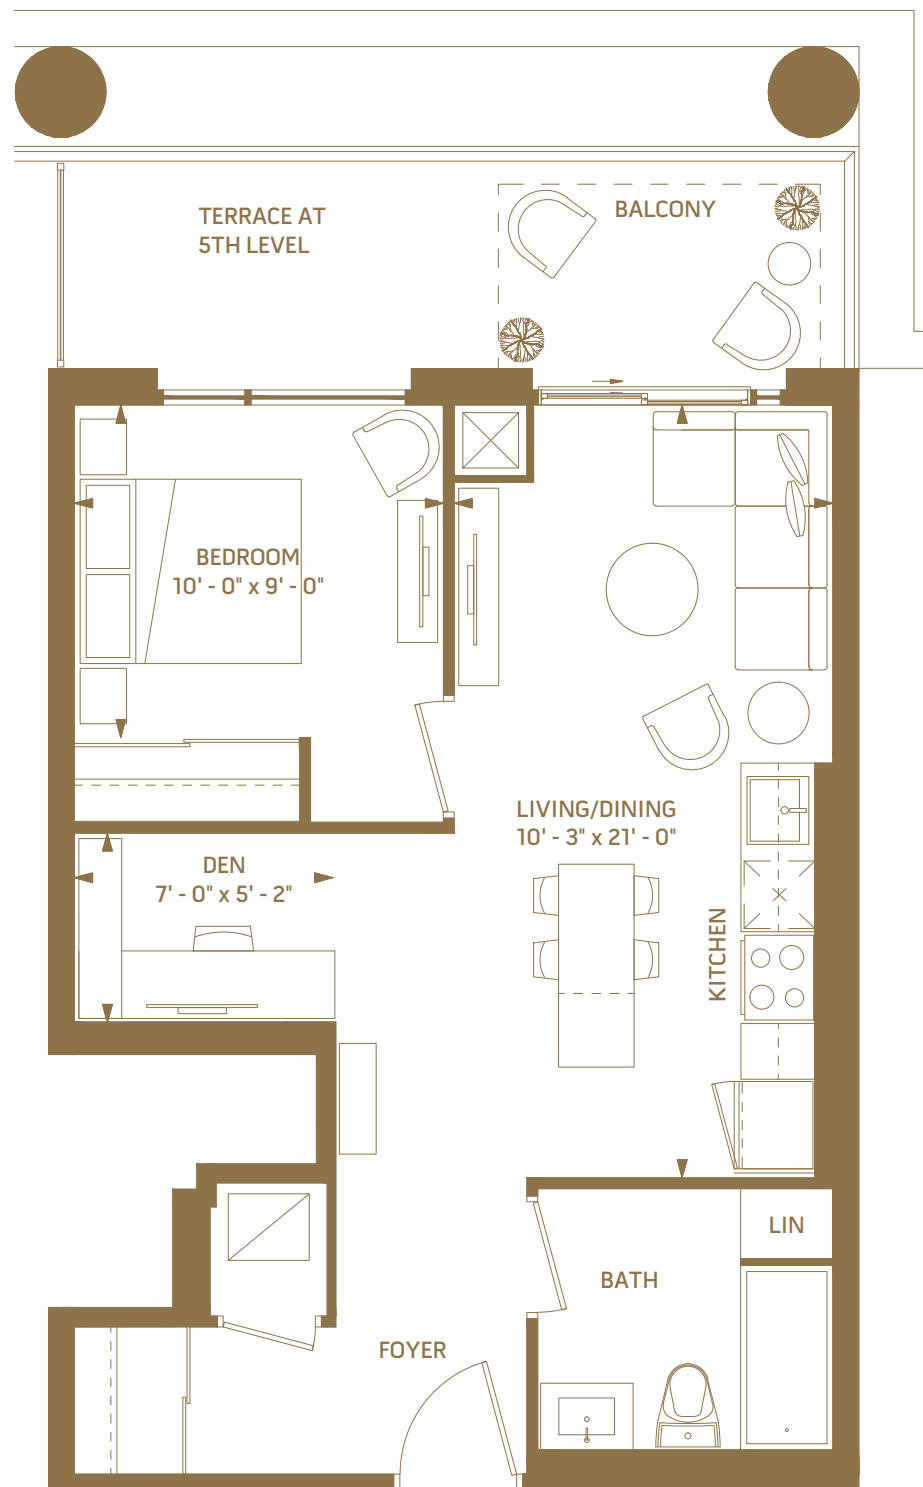 TERRACE AT
5TH LEVEL
BALCONY
BEDROOM
10' - 0" x 9' - 0"
LIVING/DINING
10' - 3" x 21' - 0"
DEN
7' - 0" x 5' - 2"
KITCHEN
LIN
BATH
FOYER